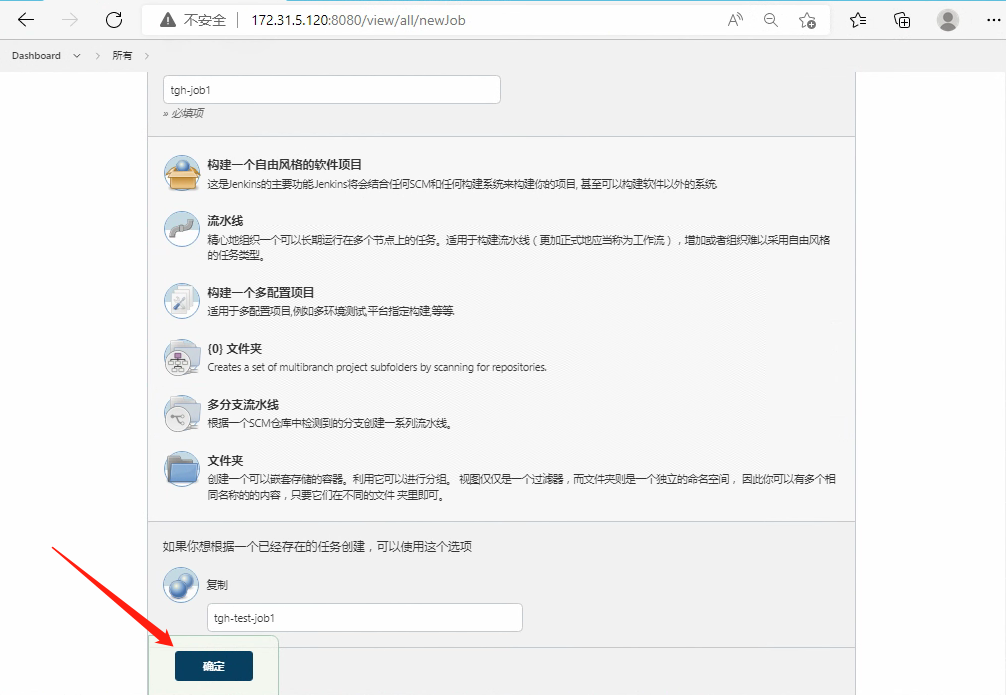 不安全 172.31.5.120:8080/view/all/newJob
Dashboard 所有
tgh-job1
» 必填项
构建一个自由风格的软件项目
这是Jenkins的主要功能.Jenkins将会结合任何SCM和任何构建系统来构建你的项目, 甚至可以构建软件以外的系统.
流水线
精心地组织一个可以长期运行在多个节点上的任务。适用于构建流水线（更加正式地应当称为工作流），增加或者组织难以采用自由风格
的任务类型。
构建一个多配置项目
适用于多配置项目,例如多环境测试,平台指定构建,等等.
{0} 文件夹
Creates a set of multibranch project subfolders by scanning for repositories.
多分支流水线
根据一个SCM仓库中检测到的分支创建一系列流水线。
文件夹
创建一个可以嵌套存储的容器。利用它可以进行分组。 视图仅仅是一个过滤器，而文件夹则是一个独立的命名空间， 因此你可以有多个相
同名称的的内容，只要它们在不同的文件 夹里即可。
如果你想根据一个已经存在的任务创建，可以使用这个选项
复制
tgh-test-job1
确定